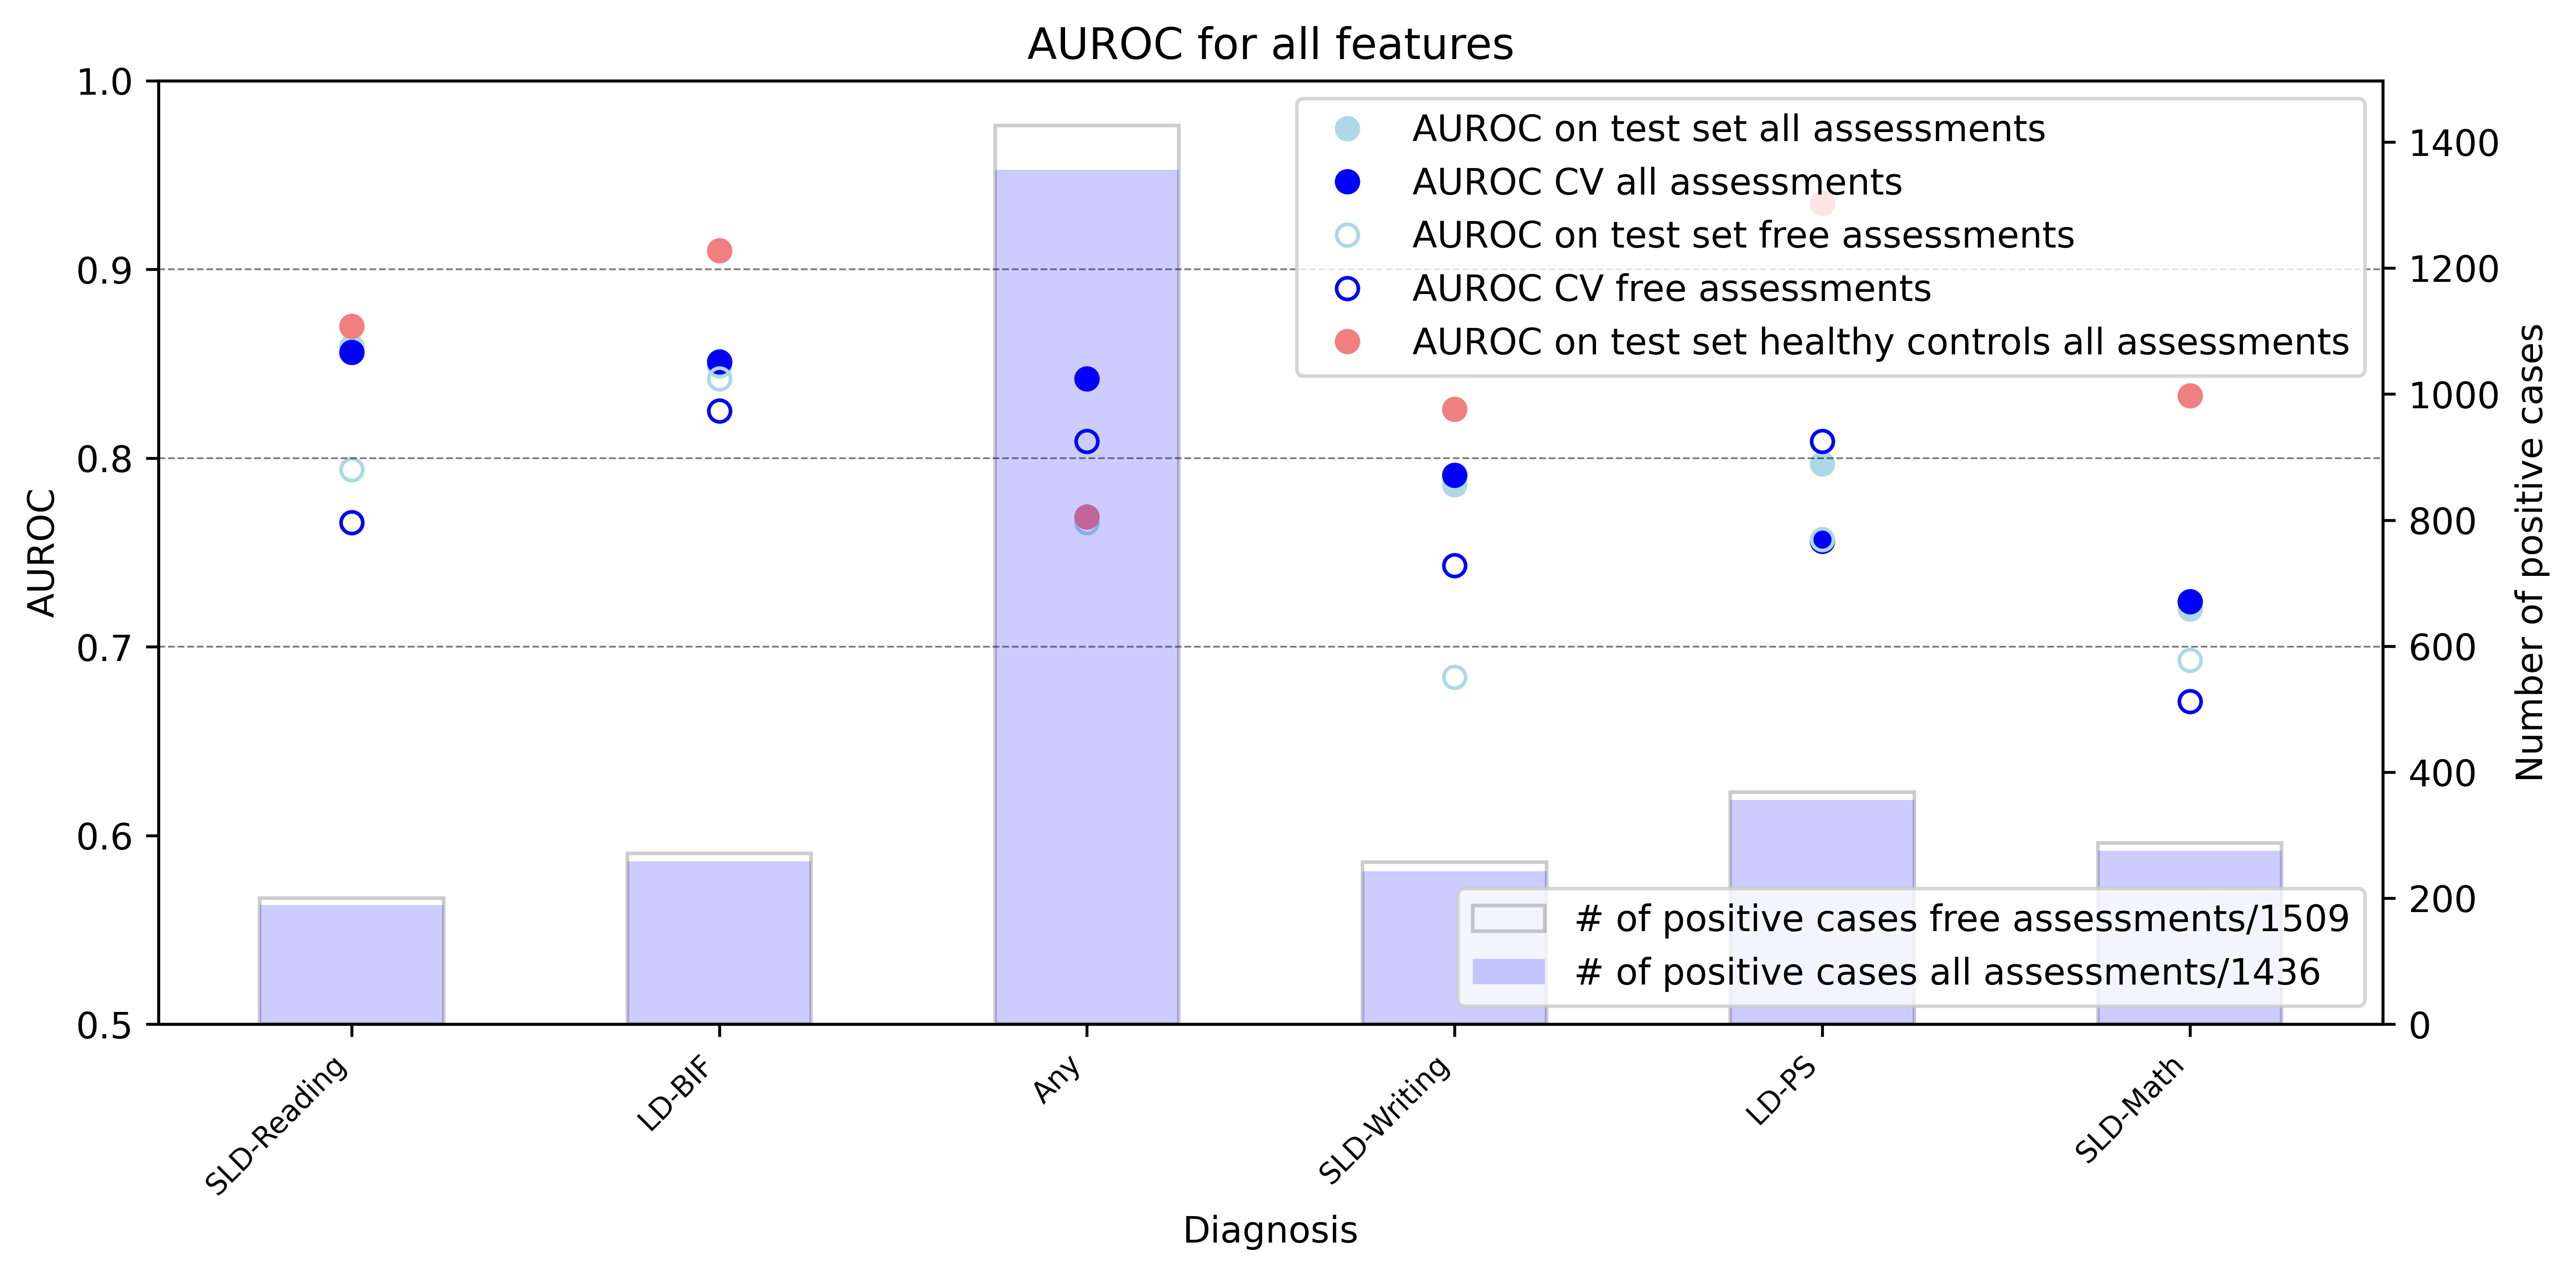 AUROC for all features
1.0
0.9
0.8
0.7
0.6
0.5
AUROC
AUROC on test set all assessments
AUROC CV all assessments
AUROC on test set free assessments
AUROC CV free assessments
AUROC on test set healthy controls all assessments
# of positive cases free assessments/1509
# of positive cases all assessments/1436
1400
1200
1000
800
600
400
200
0
Number of positive cases
SLD-Reading
LD-BIF
Any
SLD-Writing
LD-PS
SLD-Math
Diagnosis